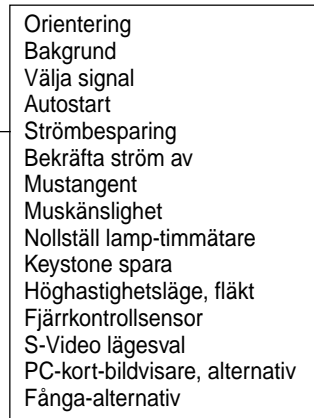 Orientering
Bakgrund
Välja signal
Autostart
Strömbesparing
Bekräfta ström av
Mustangent
Muskänslighet
Nollställ lamp-timmätare
Keystone spara
Höghastighetsläge, fläkt
Fjärrkontrollsensor
S-Video lägesval
PC-kort-bildvisare, alternativ
Fånga-alternativ